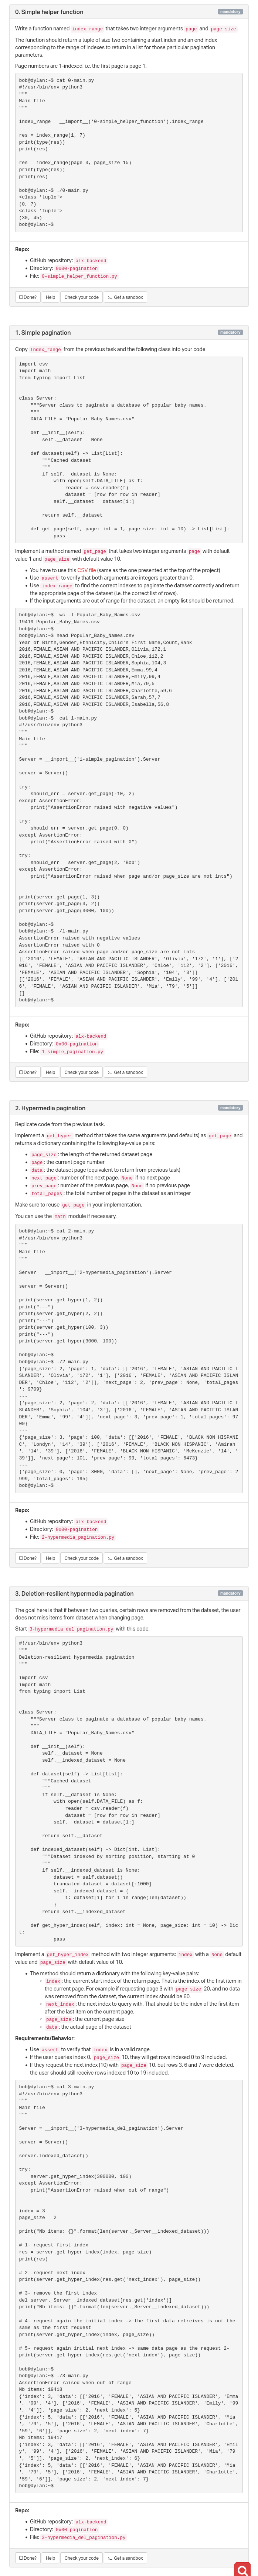 0. Simple helper function
mandatory
Write a function named index_range that takes two integer arguments page and page_size.
The function should return a tuple of size two containing a start index and an end index
corresponding to the range of indexes to return in a list for those particular pagination
parameters.
Page numbers are 1-indexed, i.e. the first page is page 1.
bob@dylan:~$ cat 0-main.py
#!/usr/bin/env python3
"""
Main file
"""
index_range = __import__('0-simple_helper_function').index_range
res = index_range(1, 7)
print(type(res))
print(res)
res = index_range(page=3, page_size=15)
print(type(res))
print(res)
bob@dylan:~$ ./0-main.py
<class 'tuple'>
(0, 7)
<class 'tuple'>
(30, 45)
bob@dylan:~$
Repo:
• GitHub repository: alx-backend
• Directory: 0x00-pagination
• File: 0-simple_helper_function.py
Done? Help Check your code >_ Get a sandbox
1. Simple pagination
mandatory
Copy index_range from the previous task and the following class into your code
import csv
import math
from typing import List
class Server:
"""Server class to paginate a database of popular baby names.
"""
DATA_FILE = "Popular_Baby_Names.csv"
def __init__(self):
self.__dataset = None
def dataset(self) -> List[List]:
"""Cached dataset
"""
if self.__dataset is None:
with open(self.DATA_FILE) as f:
reader = csv.reader(f)
dataset = [row for row in reader]
self.__dataset = dataset[1:]
return self.__dataset
def get_page(self, page: int = 1, page_size: int = 10) -> List[List]:
pass
Implement a method named get_page that takes two integer arguments page with default
value 1 and page_size with default value 10.
• You have to use this CSV file (same as the one presented at the top of the project)
• Use assert to verify that both arguments are integers greater than 0.
• Use index_range to find the correct indexes to paginate the dataset correctly and return
the appropriate page of the dataset (i.e. the correct list of rows).
• If the input arguments are out of range for the dataset, an empty list should be returned.
bob@dylan:~$ wc -l Popular_Baby_Names.csv
19419 Popular_Baby_Names.csv
bob@dylan:~$
bob@dylan:~$ head Popular_Baby_Names.csv
Year of Birth,Gender,Ethnicity,Child's First Name,Count,Rank
2016,FEMALE,ASIAN AND PACIFIC ISLANDER,Olivia,172,1
2016,FEMALE,ASIAN AND PACIFIC ISLANDER,Chloe,112,2
2016,FEMALE,ASIAN AND PACIFIC ISLANDER,Sophia,104,3
2016,FEMALE,ASIAN AND PACIFIC ISLANDER,Emma,99,4
2016,FEMALE,ASIAN AND PACIFIC ISLANDER,Emily,99,4
2016,FEMALE,ASIAN AND PACIFIC ISLANDER,Mia,79,5
2016,FEMALE,ASIAN AND PACIFIC ISLANDER,Charlotte,59,6
2016,FEMALE,ASIAN AND PACIFIC ISLANDER,Sarah,57,7
2016,FEMALE,ASIAN AND PACIFIC ISLANDER,Isabella,56,8
bob@dylan:~$
bob@dylan:~$ cat 1-main.py
#!/usr/bin/env python3
"""
Main file
"""
Server = __import__('1-simple_pagination').Server
server = Server()
try:
should_err = server.get_page(-10, 2)
except AssertionError:
print("AssertionError raised with negative values")
try:
should_err = server.get_page(0, 0)
except AssertionError:
print("AssertionError raised with 0")
try:
should_err = server.get_page(2, 'Bob')
except AssertionError:
print("AssertionError raised when page and/or page_size are not ints")
print(server.get_page(1, 3))
print(server.get_page(3, 2))
print(server.get_page(3000, 100))
bob@dylan:~$
bob@dylan:~$ ./1-main.py
AssertionError raised with negative values
AssertionError raised with 0
AssertionError raised when page and/or page_size are not ints
[['2016', 'FEMALE', 'ASIAN AND PACIFIC ISLANDER', 'Olivia', '172', '1'], ['2
016', 'FEMALE', 'ASIAN AND PACIFIC ISLANDER', 'Chloe', '112', '2'], ['2016',
'FEMALE', 'ASIAN AND PACIFIC ISLANDER', 'Sophia', '104', '3']]
[['2016', 'FEMALE', 'ASIAN AND PACIFIC ISLANDER', 'Emily', '99', '4'], ['201
6', 'FEMALE', 'ASIAN AND PACIFIC ISLANDER', 'Mia', '79', '5']]
[]
bob@dylan:~$
Repo:
• GitHub repository: alx-backend
• Directory: 0x00-pagination
• File: 1-simple_pagination.py
Done? Help Check your code >_ Get a sandbox
2. Hypermedia pagination
mandatory
Replicate code from the previous task.
Implement a get_hyper method that takes the same arguments (and defaults) as get_page and
returns a dictionary containing the following key-value pairs:
• page_size: the length of the returned dataset page
• page: the current page number
• data: the dataset page (equivalent to return from previous task)
• next_page: number of the next page, None if no next page
• prev_page: number of the previous page, None if no previous page
• total_pages: the total number of pages in the dataset as an integer
Make sure to reuse get_page in your implementation.
You can use the math module if necessary.
bob@dylan:~$ cat 2-main.py
#!/usr/bin/env python3
"""
Main file
"""
Server = __import__('2-hypermedia_pagination').Server
server = Server()
print(server.get_hyper(1, 2))
print("---")
print(server.get_hyper(2, 2))
print("---")
print(server.get_hyper(100, 3))
print("---")
print(server.get_hyper(3000, 100))
bob@dylan:~$
bob@dylan:~$ ./2-main.py
{'page_size': 2, 'page': 1, 'data': [['2016', 'FEMALE', 'ASIAN AND PACIFIC I
SLANDER', 'Olivia', '172', '1'], ['2016', 'FEMALE', 'ASIAN AND PACIFIC ISLAN
DER', 'Chloe', '112', '2']], 'next_page': 2, 'prev_page': None, 'total_pages
': 9709}
---
{'page_size': 2, 'page': 2, 'data': [['2016', 'FEMALE', 'ASIAN AND PACIFIC I
SLANDER', 'Sophia', '104', '3'], ['2016', 'FEMALE', 'ASIAN AND PACIFIC ISLAN
DER', 'Emma', '99', '4']], 'next_page': 3, 'prev_page': 1, 'total_pages': 97
09}
---
{'page_size': 3, 'page': 100, 'data': [['2016', 'FEMALE', 'BLACK NON HISPANI
C', 'Londyn', '14', '39'], ['2016', 'FEMALE', 'BLACK NON HISPANIC', 'Amirah
', '14', '39'], ['2016', 'FEMALE', 'BLACK NON HISPANIC', 'McKenzie', '14', '
39']], 'next_page': 101, 'prev_page': 99, 'total_pages': 6473}
---
{'page_size': 0, 'page': 3000, 'data': [], 'next_page': None, 'prev_page': 2
999, 'total_pages': 195}
bob@dylan:~$
Repo:
• GitHub repository: alx-backend
• Directory: 0x00-pagination
• File: 2-hypermedia_pagination.py
Done? Help Check your code >_ Get a sandbox
3. Deletion-resilient hypermedia pagination
mandatory
The goal here is that if between two queries, certain rows are removed from the dataset, the user
does not miss items from dataset when changing page.
Start 3-hypermedia_del_pagination.py with this code:
#!/usr/bin/env python3
"""
Deletion-resilient hypermedia pagination
"""
import csv
import math
from typing import List
class Server:
"""Server class to paginate a database of popular baby names.
"""
DATA_FILE = "Popular_Baby_Names.csv"
def __init__(self):
self.__dataset = None
self.__indexed_dataset = None
def dataset(self) -> List[List]:
"""Cached dataset
"""
if self.__dataset is None:
with open(self.DATA_FILE) as f:
reader = csv.reader(f)
dataset = [row for row in reader]
self.__dataset = dataset[1:]
return self.__dataset
def indexed_dataset(self) -> Dict[int, List]:
"""Dataset indexed by sorting position, starting at 0
"""
if self.__indexed_dataset is None:
dataset = self.dataset()
truncated_dataset = dataset[:1000]
self.__indexed_dataset = {
i: dataset[i] for i in range(len(dataset))
}
return self.__indexed_dataset
def get_hyper_index(self, index: int = None, page_size: int = 10) -> Dic
t:
pass
Implement a get_hyper_index method with two integer arguments: index with a None default
value and page_size with default value of 10.
• The method should return a dictionary with the following key-value pairs:
◦ index: the current start index of the return page. That is the index of the first item in
the current page. For example if requesting page 3 with page_size 20, and no data
was removed from the dataset, the current index should be 60.
◦ next_index: the next index to query with. That should be the index of the first item
after the last item on the current page.
◦ page_size: the current page size
◦ data: the actual page of the dataset
Requirements/Behavior:
• Use assert to verify that index is in a valid range.
• If the user queries index 0, page_size 10, they will get rows indexed 0 to 9 included.
• If they request the next index (10) with page_size 10, but rows 3, 6 and 7 were deleted,
the user should still receive rows indexed 10 to 19 included.
bob@dylan:~$ cat 3-main.py
#!/usr/bin/env python3
"""
Main file
"""
Server = __import__('3-hypermedia_del_pagination').Server
server = Server()
server.indexed_dataset()
try:
server.get_hyper_index(300000, 100)
except AssertionError:
print("AssertionError raised when out of range")
index = 3
page_size = 2
print("Nb items: {}".format(len(server._Server__indexed_dataset)))
# 1- request first index
res = server.get_hyper_index(index, page_size)
print(res)
# 2- request next index
print(server.get_hyper_index(res.get('next_index'), page_size))
# 3- remove the first index
del server._Server__indexed_dataset[res.get('index')]
print("Nb items: {}".format(len(server._Server__indexed_dataset)))
# 4- request again the initial index -> the first data retreives is not the
same as the first request
print(server.get_hyper_index(index, page_size))
# 5- request again initial next index -> same data page as the request 2-
print(server.get_hyper_index(res.get('next_index'), page_size))
bob@dylan:~$
bob@dylan:~$ ./3-main.py
AssertionError raised when out of range
Nb items: 19418
{'index': 3, 'data': [['2016', 'FEMALE', 'ASIAN AND PACIFIC ISLANDER', 'Emma
', '99', '4'], ['2016', 'FEMALE', 'ASIAN AND PACIFIC ISLANDER', 'Emily', '99
', '4']], 'page_size': 2, 'next_index': 5}
{'index': 5, 'data': [['2016', 'FEMALE', 'ASIAN AND PACIFIC ISLANDER', 'Mia
', '79', '5'], ['2016', 'FEMALE', 'ASIAN AND PACIFIC ISLANDER', 'Charlotte',
'59', '6']], 'page_size': 2, 'next_index': 7}
Nb items: 19417
{'index': 3, 'data': [['2016', 'FEMALE', 'ASIAN AND PACIFIC ISLANDER', 'Emil
y', '99', '4'], ['2016', 'FEMALE', 'ASIAN AND PACIFIC ISLANDER', 'Mia', '79
', '5']], 'page_size': 2, 'next_index': 6}
{'index': 5, 'data': [['2016', 'FEMALE', 'ASIAN AND PACIFIC ISLANDER', 'Mia
', '79', '5'], ['2016', 'FEMALE', 'ASIAN AND PACIFIC ISLANDER', 'Charlotte',
'59', '6']], 'page_size': 2, 'next_index': 7}
bob@dylan:~$
Repo:
• GitHub repository: alx-backend
• Directory: 0x00-pagination
• File: 3-hypermedia_del_pagination.py
Done? Help Check your code >_ Get a sandbox